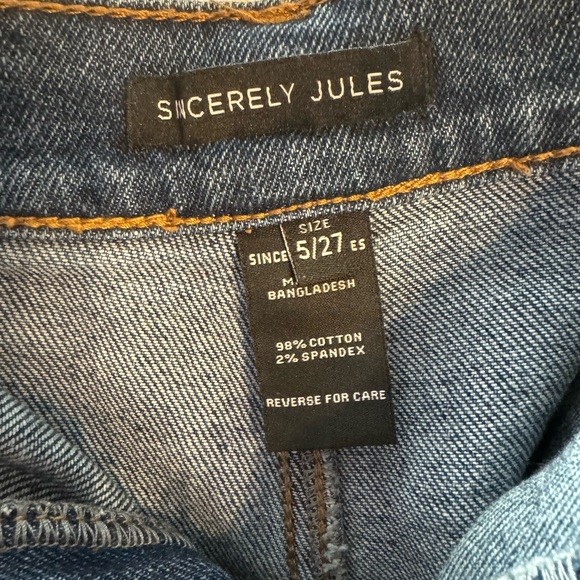 SINCERELY JULES
SIZE
5/27
SINCE ES
M
BANGLADESH
98% COTTON
2% SPANDEX
REVERSE FOR CARE